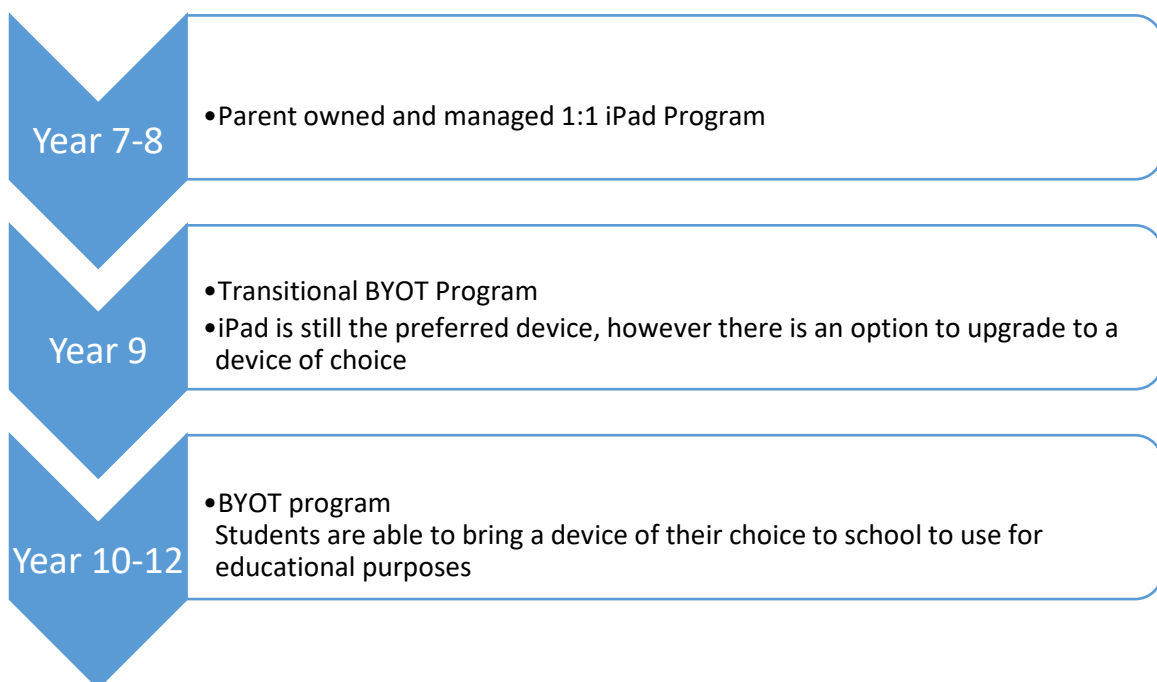 Year 7-8
•Parent owned and managed 1:1 iPad Program
Year 9
•Transitional BYOT Program
•iPad is still the preferred device, however there is an option to upgrade to a
device of choice
Year 10-12
•BYOT program
Students are able to bring a device of their choice to school to use for
educational purposes